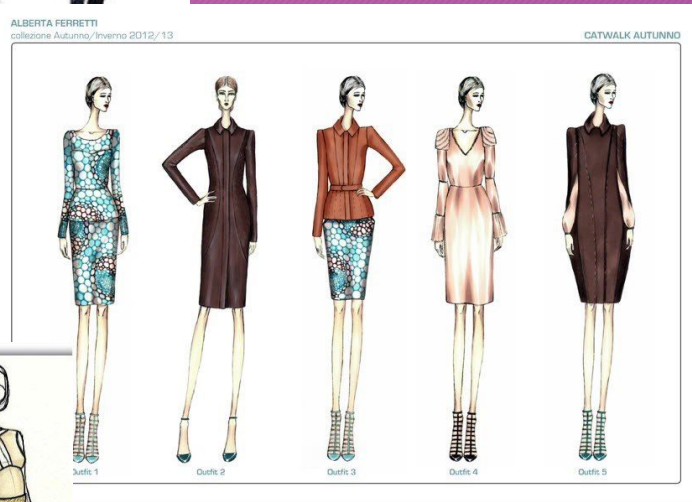 ALBERTA FERRETTI
collezione Autunno/Inverno 2012/13
CATWALK AUTUNNO
Outfit 1
Outfit 2
Outfit 3
Outfit 4
Outfit 5